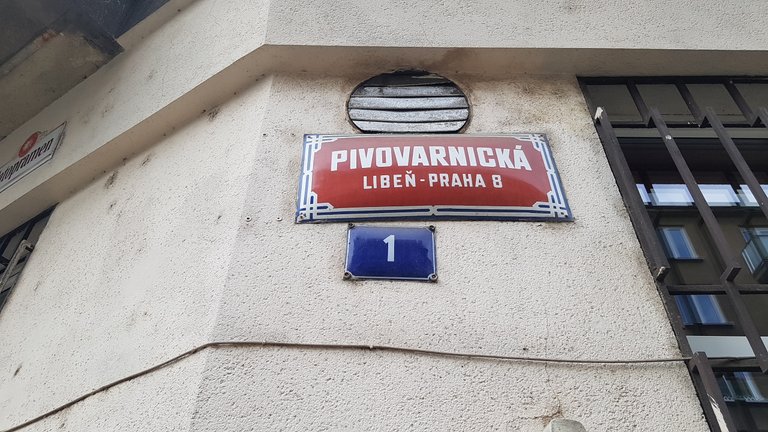 PIVOVARNICKÁ
LIBEŇ - PRAHA 8
1